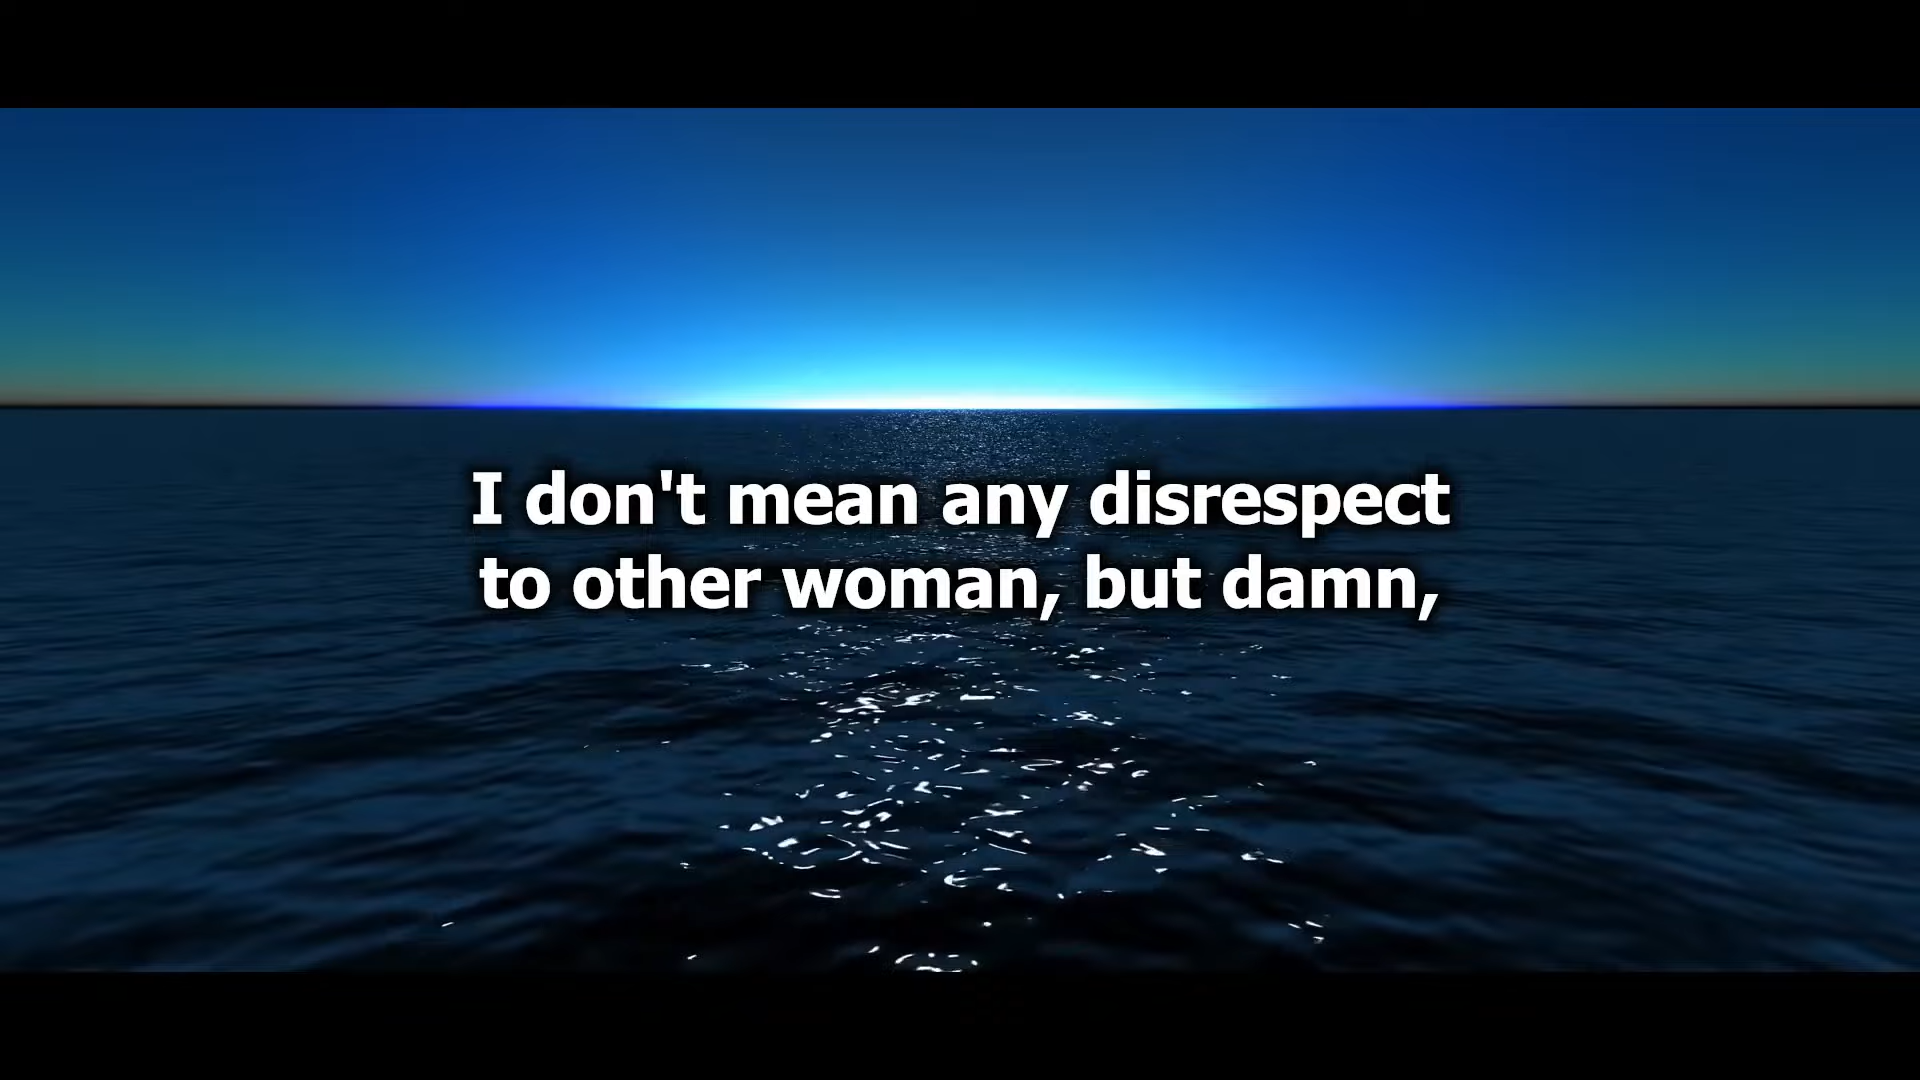 I don't mean any disrespect
to other woman, but damn,